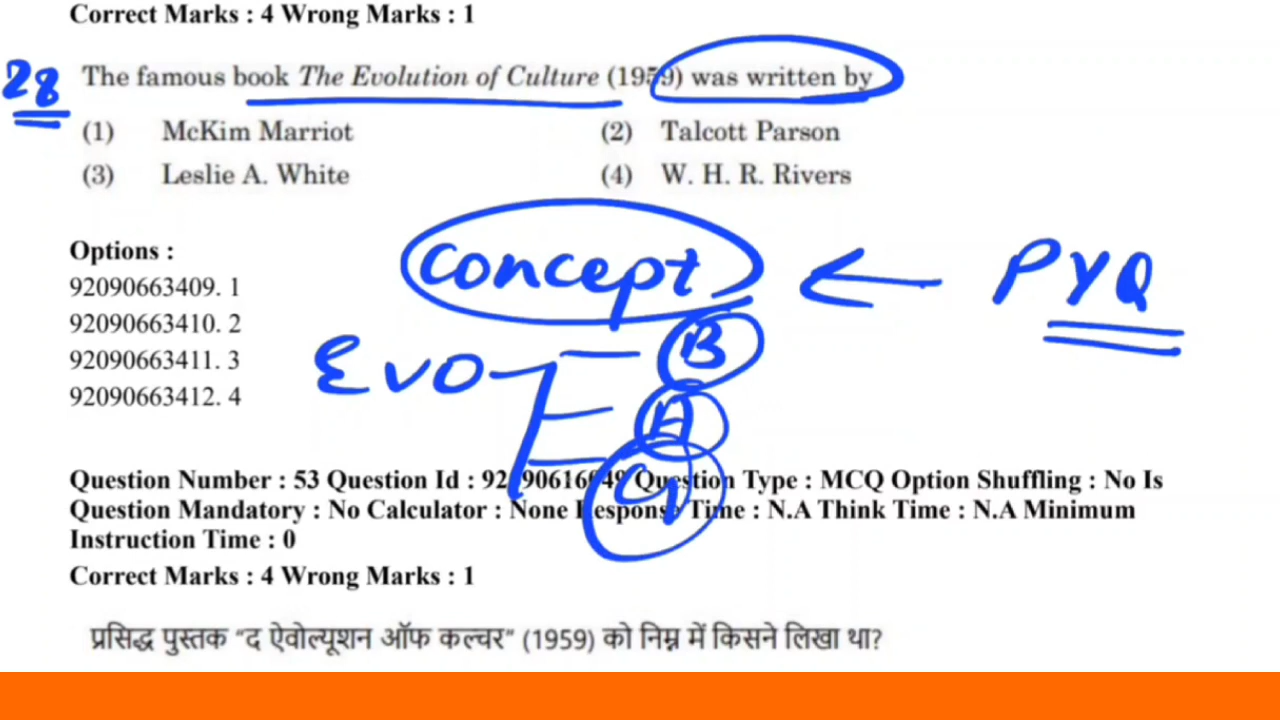 Correct Marks : 4 Wrong Marks : 1
28 The famous book The Evolution of Culture (1959) was written by
(1) McKim Marriot (2) Talcott Parson
(3) Leslie A. White (4) W. H. R. Rivers
Options :
92090663409. 1
concept ← PYQ
92090663410. 2
92090663411. 3
Evo B
92090663412. 4
Question Number : 53 Question Id : Question Type : MCQ Option Shuffling : No Is
Question Mandatory : No Calculator : None Response Time : N.A Think Time : N.A Minimum
Instruction Time : 0
Correct Marks : 4 Wrong Marks : 1
प्रसिद्ध पुस्तक “द ऐवोल्यूशन ऑफ कल्चर” (1959) को निम्न में किसने लिखा था?